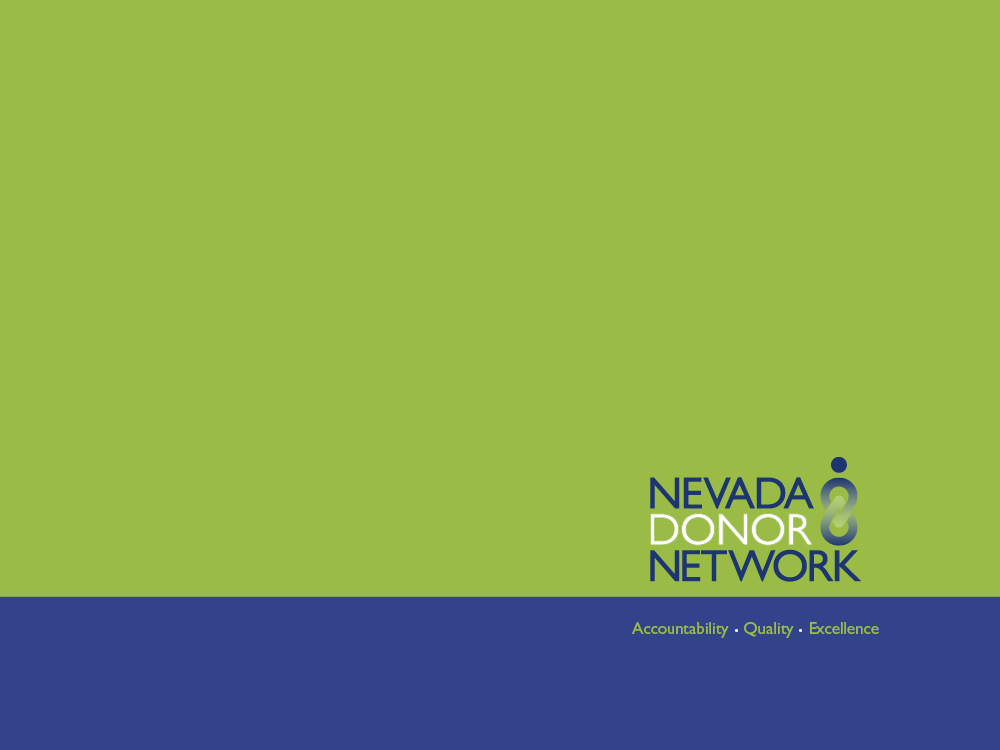 NEVADA
DONOR
NETWORK
Accountability • Quality • Excellence